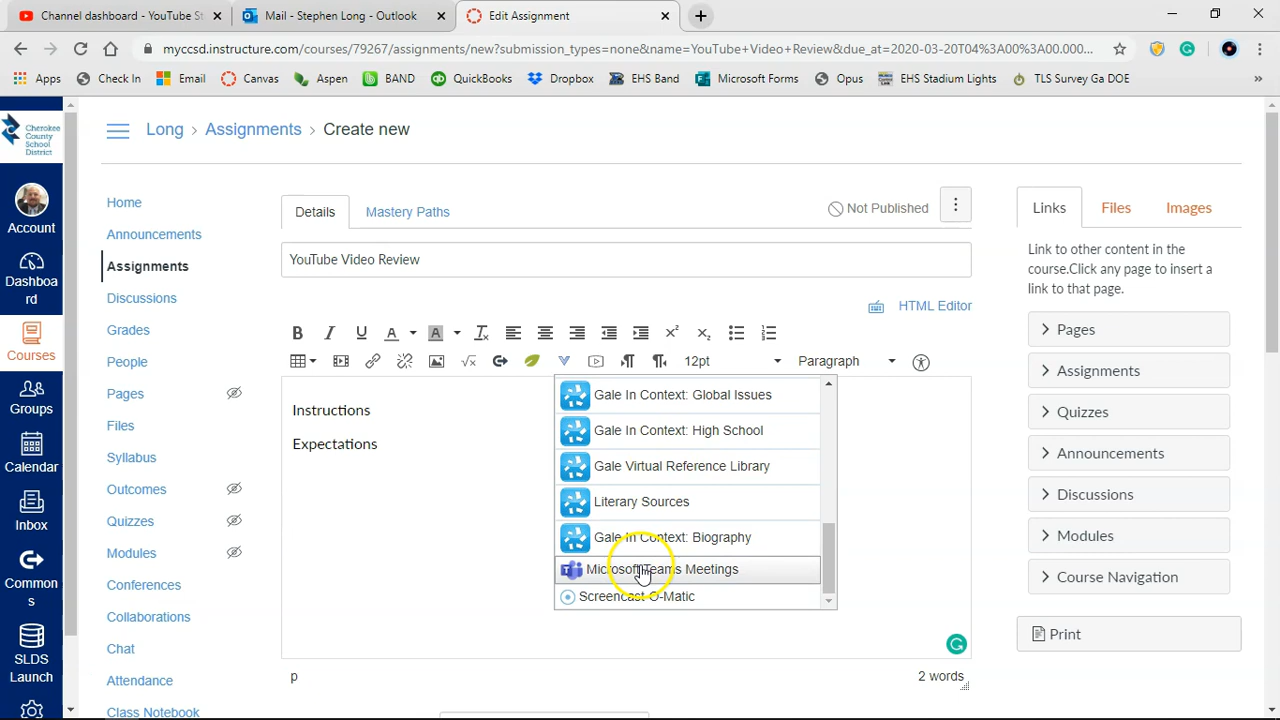 Channel dashboard - YouTube St
Mail - Stephen Long - Outlook
Edit Assignment
myccsd.instructure.com/courses/79267/assignments/new?submission_types=none&name=YouTube+Video+Review&due_at=2020-03-20T04%3A00%3A00.000...
Apps
Check In
Email
Canvas
Aspen
BAND
QuickBooks
Dropbox
EHS Band
Microsoft Forms
Opus
EHS Stadium Lights
TLS Survey Ga DOE
Cherokee
County
School
District
Account
Dashboa
rd
Courses
Groups
Calendar
Inbox
Common
s
SLDS
Launch
Long > Assignments > Create new
Home
Announcements
Assignments
Discussions
Grades
People
Pages
Files
Syllabus
Outcomes
Quizzes
Modules
Conferences
Collaborations
Chat
Attendance
Class Notebook
Details
Mastery Paths
Not Published
YouTube Video Review
HTML Editor
12pt
Paragraph
Instructions
Expectations
Gale In Context: Global Issues
Gale In Context: High School
Gale Virtual Reference Library
Literary Sources
Gale In Context: Biography
Microsoft Teams Meetings
Screencast-O-Matic
p
2 words
Links
Files
Images
Link to other content in the
course.Click any page to insert a
link to that page.
Pages
Assignments
Quizzes
Announcements
Discussions
Modules
Course Navigation
Print